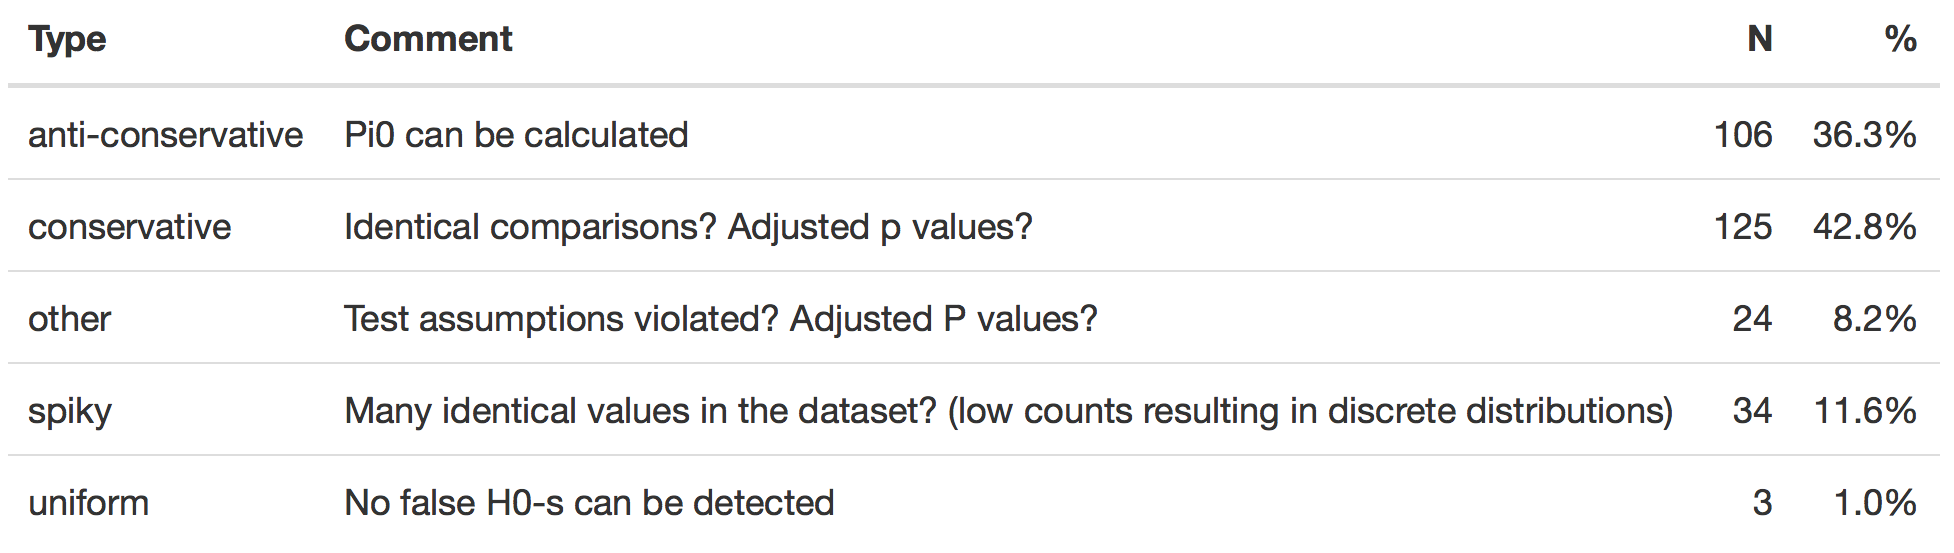 Type Comment N %
anti-conservative Pi0 can be calculated 106 36.3%
conservative Identical comparisons? Adjusted p values? 125 42.8%
other Test assumptions violated? Adjusted P values? 24 8.2%
spiky Many identical values in the dataset? (low counts resulting in discrete distributions) 34 11.6%
uniform No false H0-s can be detected 3 1.0%